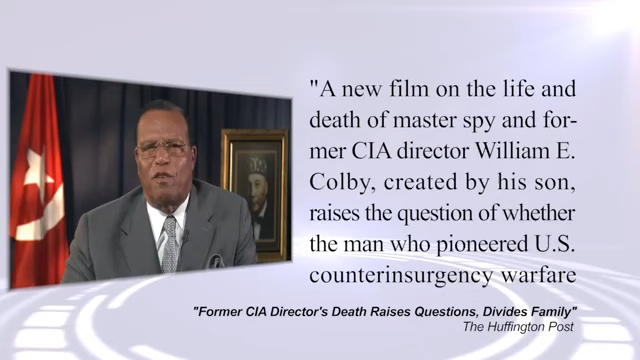 "A new film on the life and
death of master spy and for-
mer CIA director William E.
Colby, created by his son,
raises the question of whether
the man who pioneered U.S.
counterinsurgency warfare
"Former CIA Director's Death Raises Questions, Divides Family"
The Huffington Post